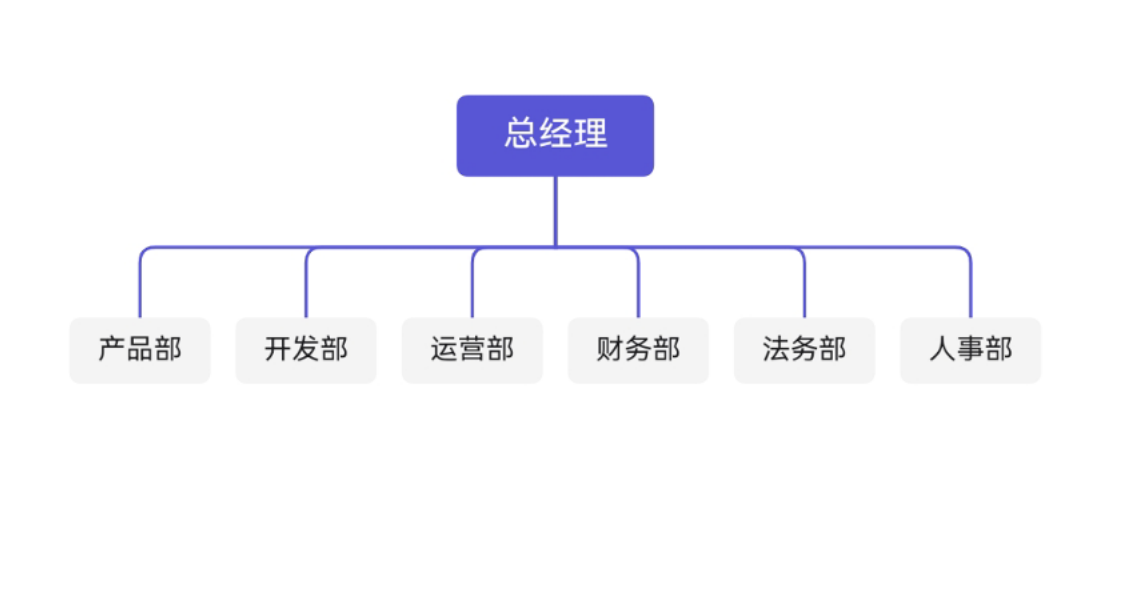 总经理
产品部
开发部
运营部
财务部
法务部
人事部